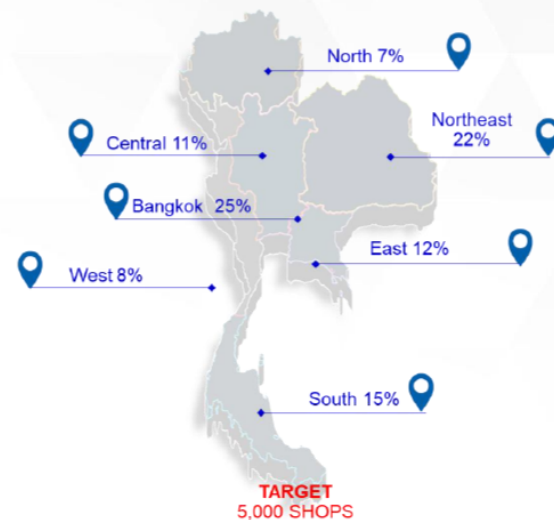 North 7%
Northeast
22%
Central 11%
Bangkok 25%
East 12%
West 8%
South 15%
TARGET
5,000 SHOPS